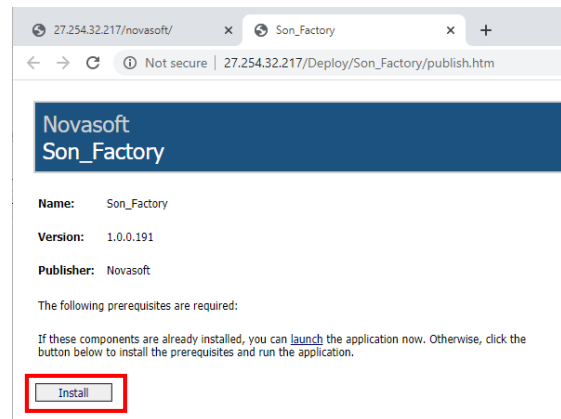 27.254.32.217/novasoft/
Son_Factory
Not secure | 27.254.32.217/Deploy/Son_Factory/publish.htm
Novasoft
Son_Factory
Name: Son_Factory
Version: 1.0.0.191
Publisher: Novasoft
The following prerequisites are required:
If these components are already installed, you can launch the application now. Otherwise, click the
button below to install the prerequisites and run the application.
Install